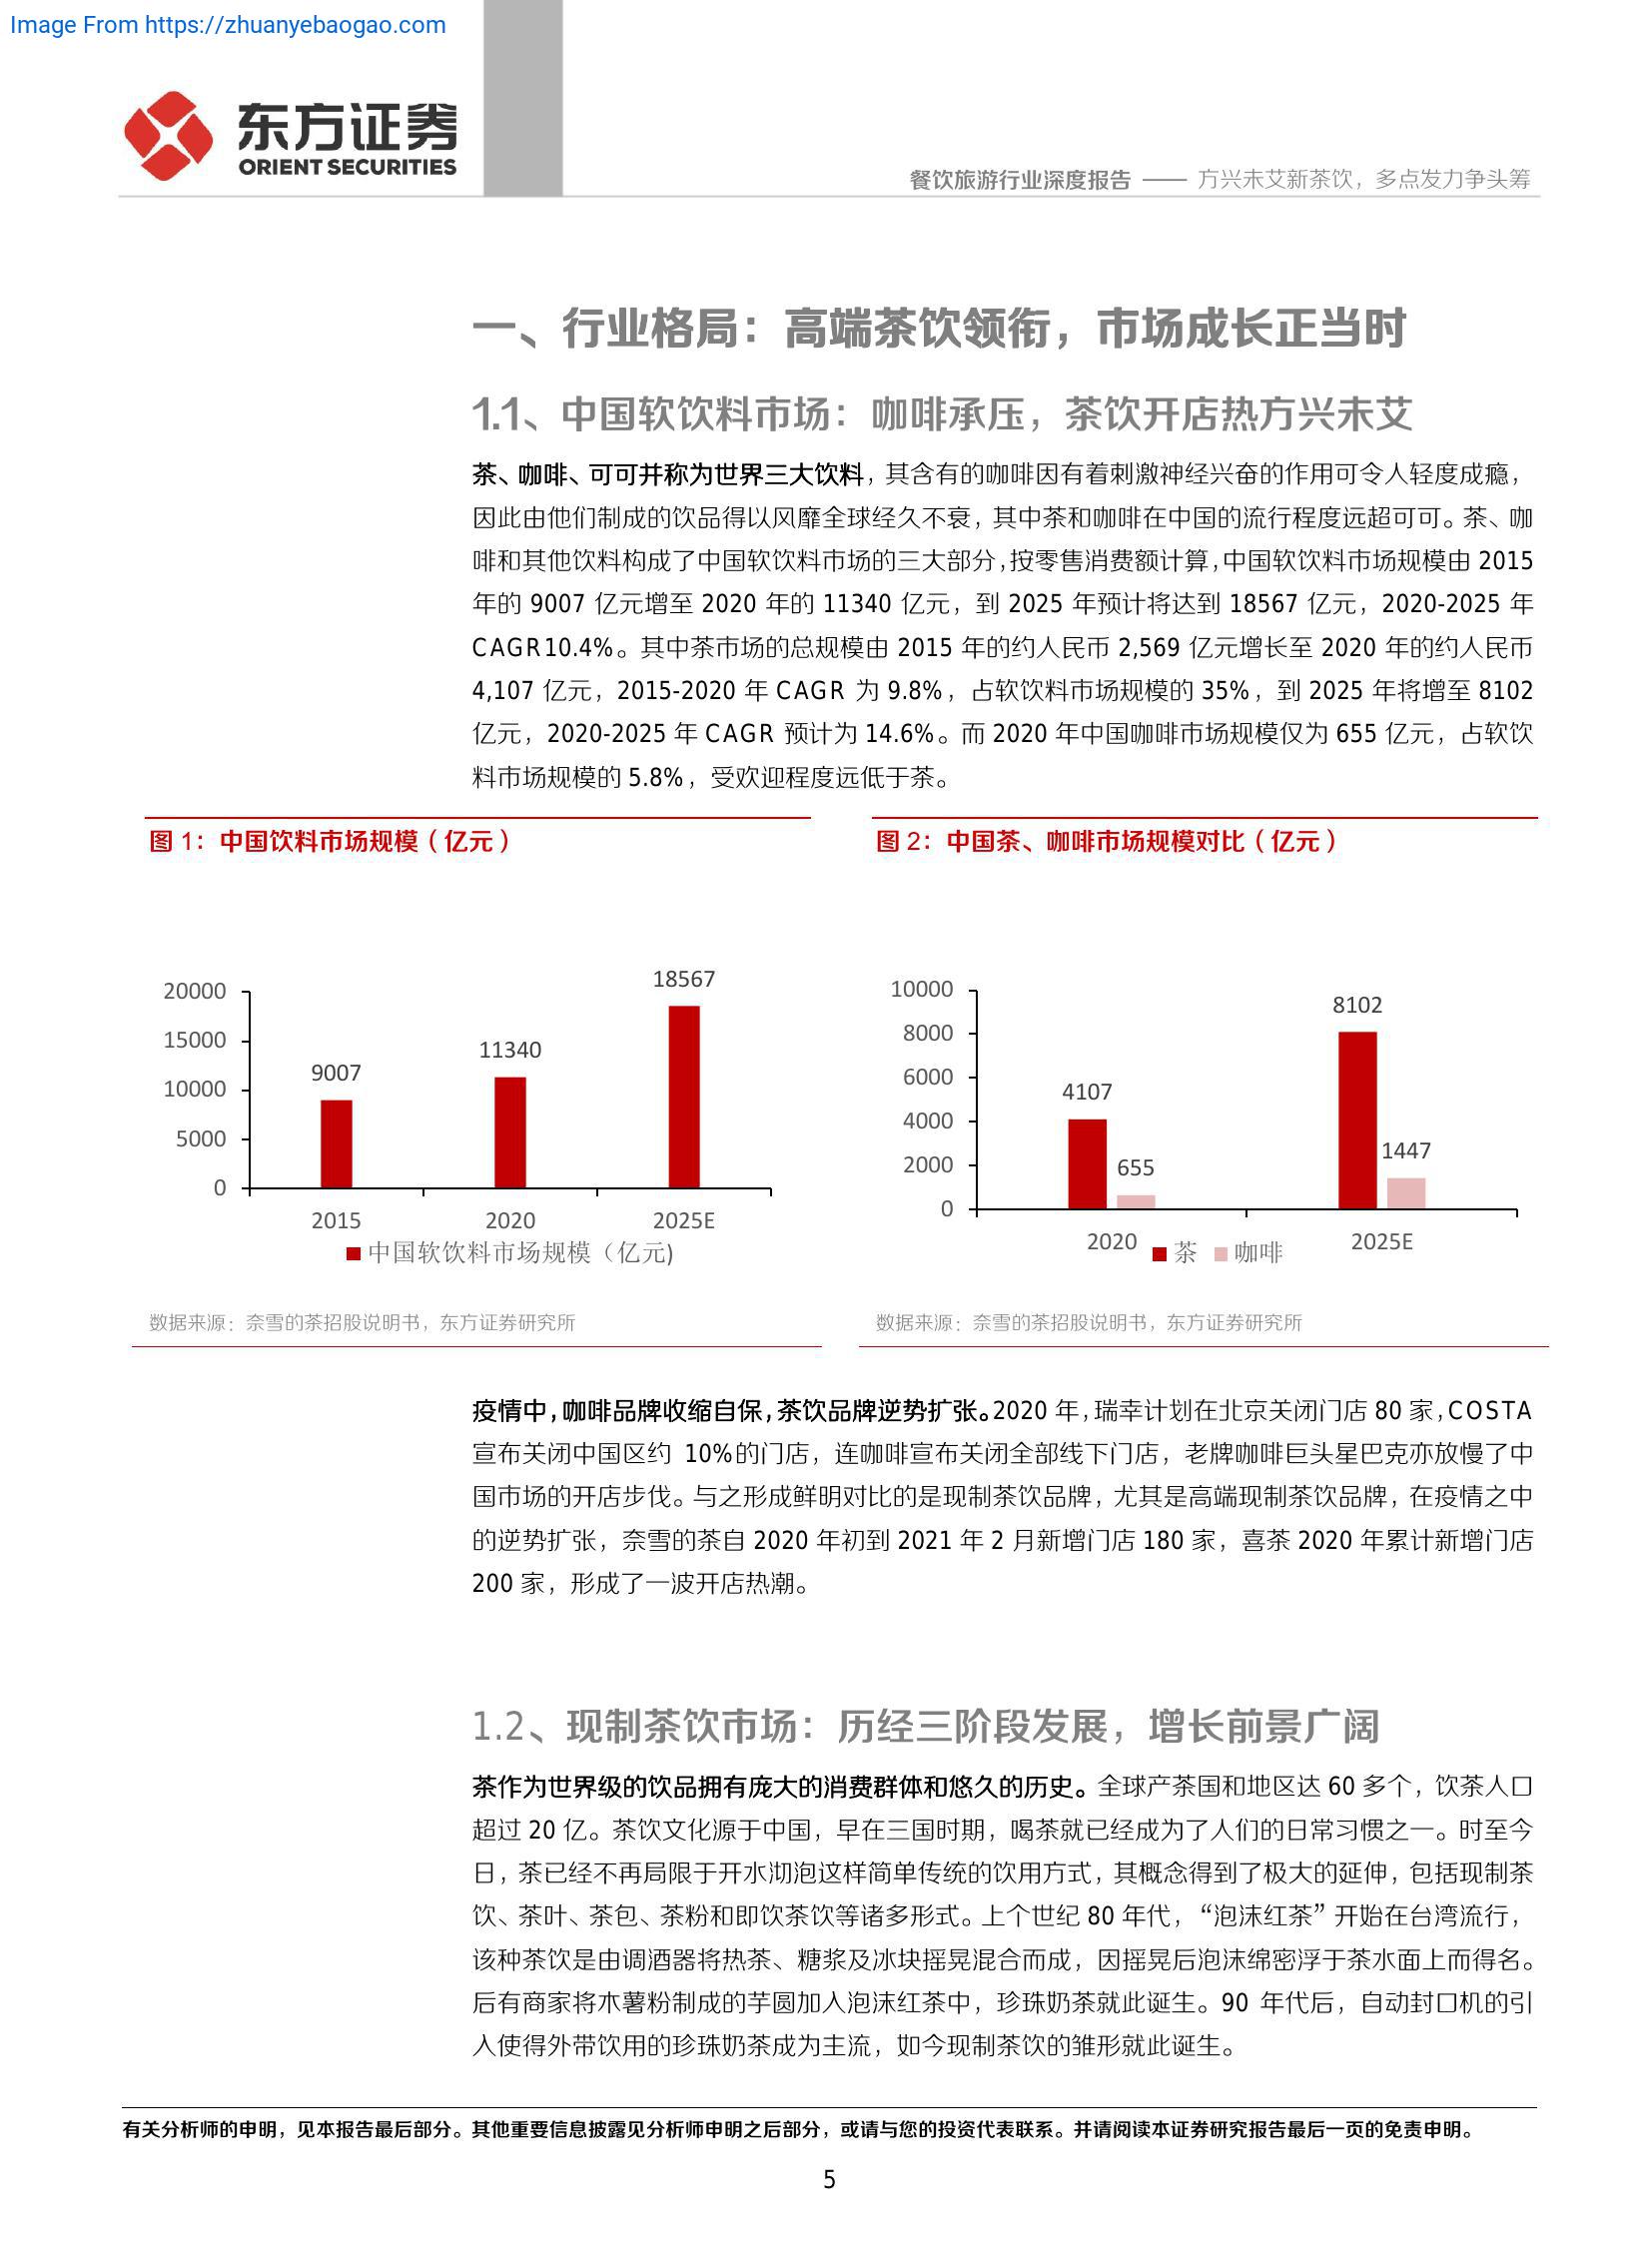 Image From https://zhuanyebaogao.com
东方证券
ORIENT SECURITIES
餐饮旅游行业深度报告 —— 方兴未艾新茶饮，多点发力争头筹
一、行业格局：高端茶饮领衔，市场成长正当时
1.1、中国软饮料市场：咖啡承压，茶饮开店热方兴未艾
茶、咖啡、可可并称为世界三大饮料，其含有的咖啡因有着刺激神经兴奋的作用可令人轻度成瘾，
因此由他们制成的饮品得以风靡全球经久不衰，其中茶和咖啡在中国的流行程度远超可可。茶、咖
啡和其他饮料构成了中国软饮料市场的三大部分，按零售消费额计算，中国软饮料市场规模由 2015
年的 9007 亿元增至 2020 年的 11340 亿元，到 2025 年预计将达到 18567 亿元，2020-2025 年
CAGR10.4%。其中茶市场的总规模由 2015 年的约人民币 2,569 亿元增长至 2020 年的约人民币
4,107 亿元，2015-2020 年 CAGR 为 9.8%，占软饮料市场规模的 35%，到 2025 年将增至 8102
亿元，2020-2025 年 CAGR 预计为 14.6%。而 2020 年中国咖啡市场规模仅为 655 亿元，占软饮
料市场规模的 5.8%，受欢迎程度远低于茶。
图 1：中国饮料市场规模（亿元）
20000
15000
10000
5000
0
9007
11340
18567
2015 2020 2025E
中国软饮料市场规模（亿元)
数据来源：奈雪的茶招股说明书，东方证券研究所
图 2：中国茶、咖啡市场规模对比（亿元）
10000
8000
6000
4000
2000
0
4107
655
8102
1447
2020 2025E
茶 咖啡
数据来源：奈雪的茶招股说明书，东方证券研究所
疫情中，咖啡品牌收缩自保，茶饮品牌逆势扩张。2020 年，瑞幸计划在北京关闭门店 80 家，COSTA
宣布关闭中国区约 10%的门店，连咖啡宣布关闭全部线下门店，老牌咖啡巨头星巴克亦放慢了中
国市场的开店步伐。与之形成鲜明对比的是现制茶饮品牌，尤其是高端现制茶饮品牌，在疫情之中
的逆势扩张，奈雪的茶自 2020 年初到 2021 年 2 月新增门店 180 家，喜茶 2020 年累计新增门店
200 家，形成了一波开店热潮。
1.2、现制茶饮市场：历经三阶段发展，增长前景广阔
茶作为世界级的饮品拥有庞大的消费群体和悠久的历史。全球产茶国和地区达 60 多个，饮茶人口
超过 20 亿。茶饮文化源于中国，早在三国时期，喝茶就已经成为了人们的日常习惯之一。时至今
日，茶已经不再局限于开水沏泡这样简单传统的饮用方式，其概念得到了极大的延伸，包括现制茶
饮、茶叶、茶包、茶粉和即饮茶饮等诸多形式。上个世纪 80 年代，“泡沫红茶”开始在台湾流行，
该种茶饮是由调酒器将热茶、糖浆及冰块摇晃混合而成，因摇晃后泡沫绵密浮于茶水面上而得名。
后有商家将木薯粉制成的芋圆加入泡沫红茶中，珍珠奶茶就此诞生。90 年代后，自动封口机的引
入使得外带饮用的珍珠奶茶成为主流，如今现制茶饮的雏形就此诞生。
有关分析师的申明，见本报告最后部分。其他重要信息披露见分析师申明之后部分，或请与您的投资代表联系。并请阅读本证券研究报告最后一页的免责申明。
5